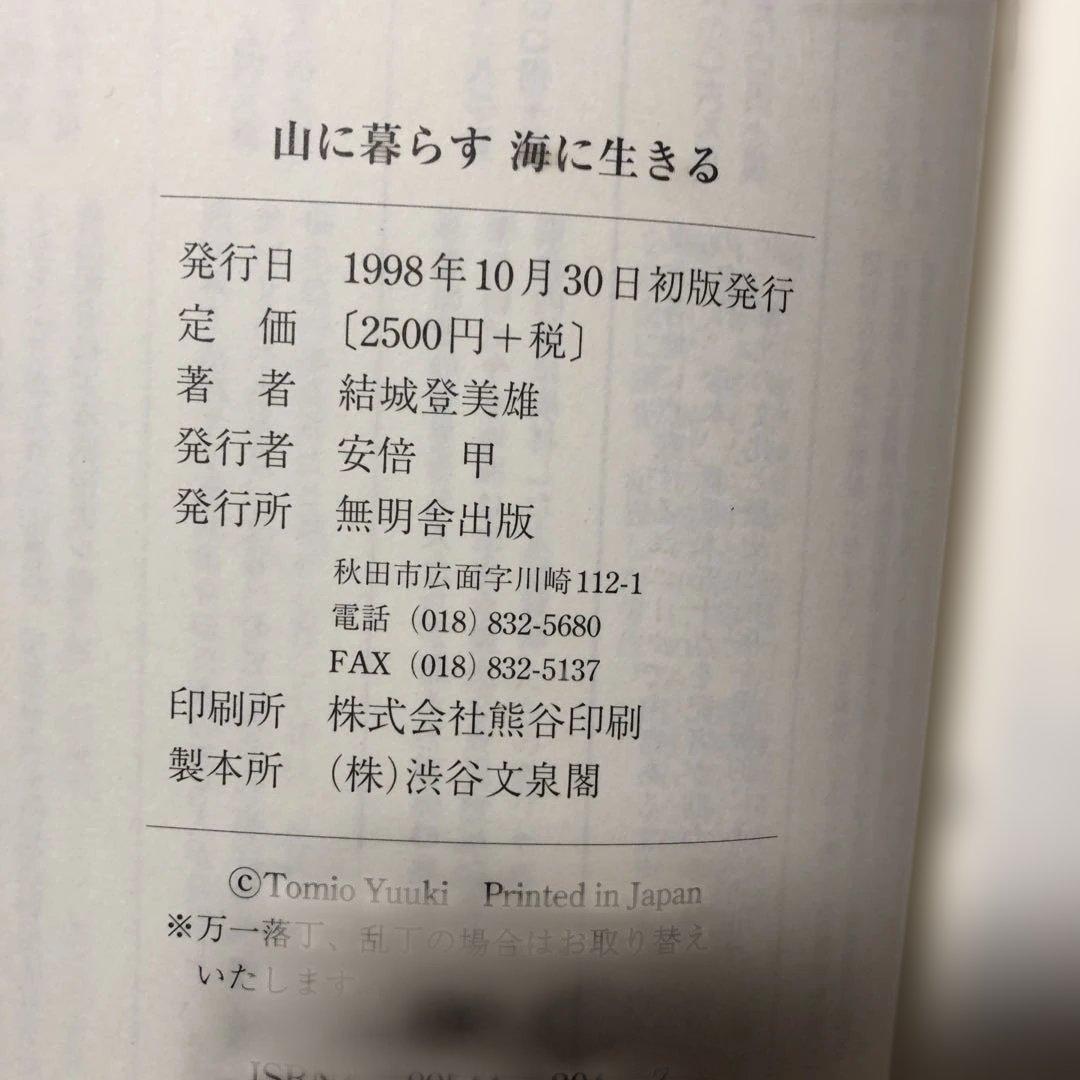 山に暮らす 海に生きる
発行日 1998年10月30日初版発行
定 価 〔2500円＋税〕
著 者 結城登美雄
発行者 安倍 甲
発行所 無明舎出版
秋田市広面字川崎112-1
電話 (018) 832-5680
FAX (018) 832-5137
印刷所 株式会社熊谷印刷
製本所 (株)渋谷文泉閣
©Tomio Yuuki Printed in Japan
※万一落丁、乱丁の場合はお取り替え
いたします